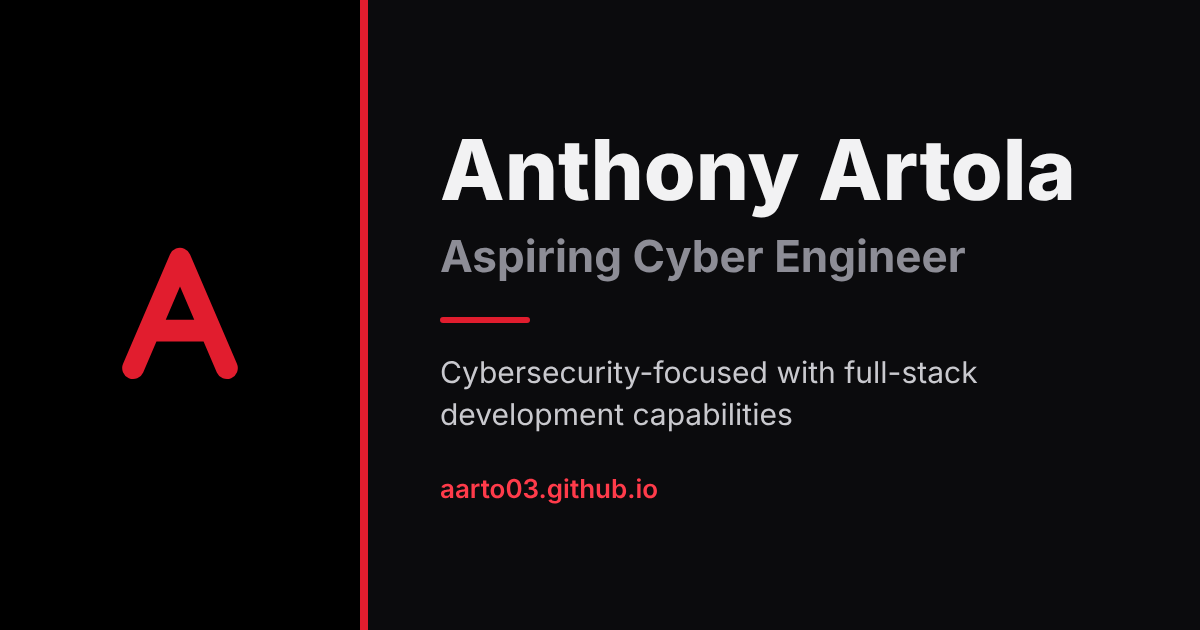 A
Anthony Artola
Aspiring Cyber Engineer
Cybersecurity-focused with full-stack
development capabilities
aarto03.github.io